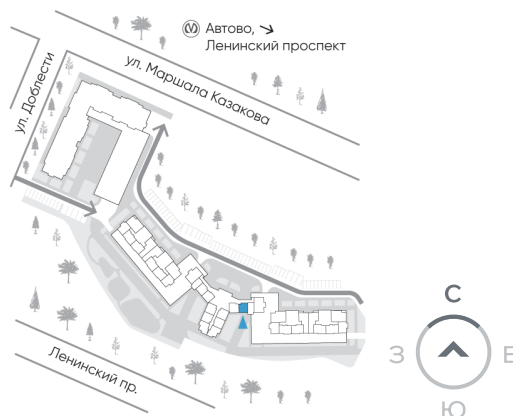 Автово, ↘
Ленинский проспект
ул. Маршала Казакова
ул. Доблести
Ленинский пр.
С
З
В
Ю